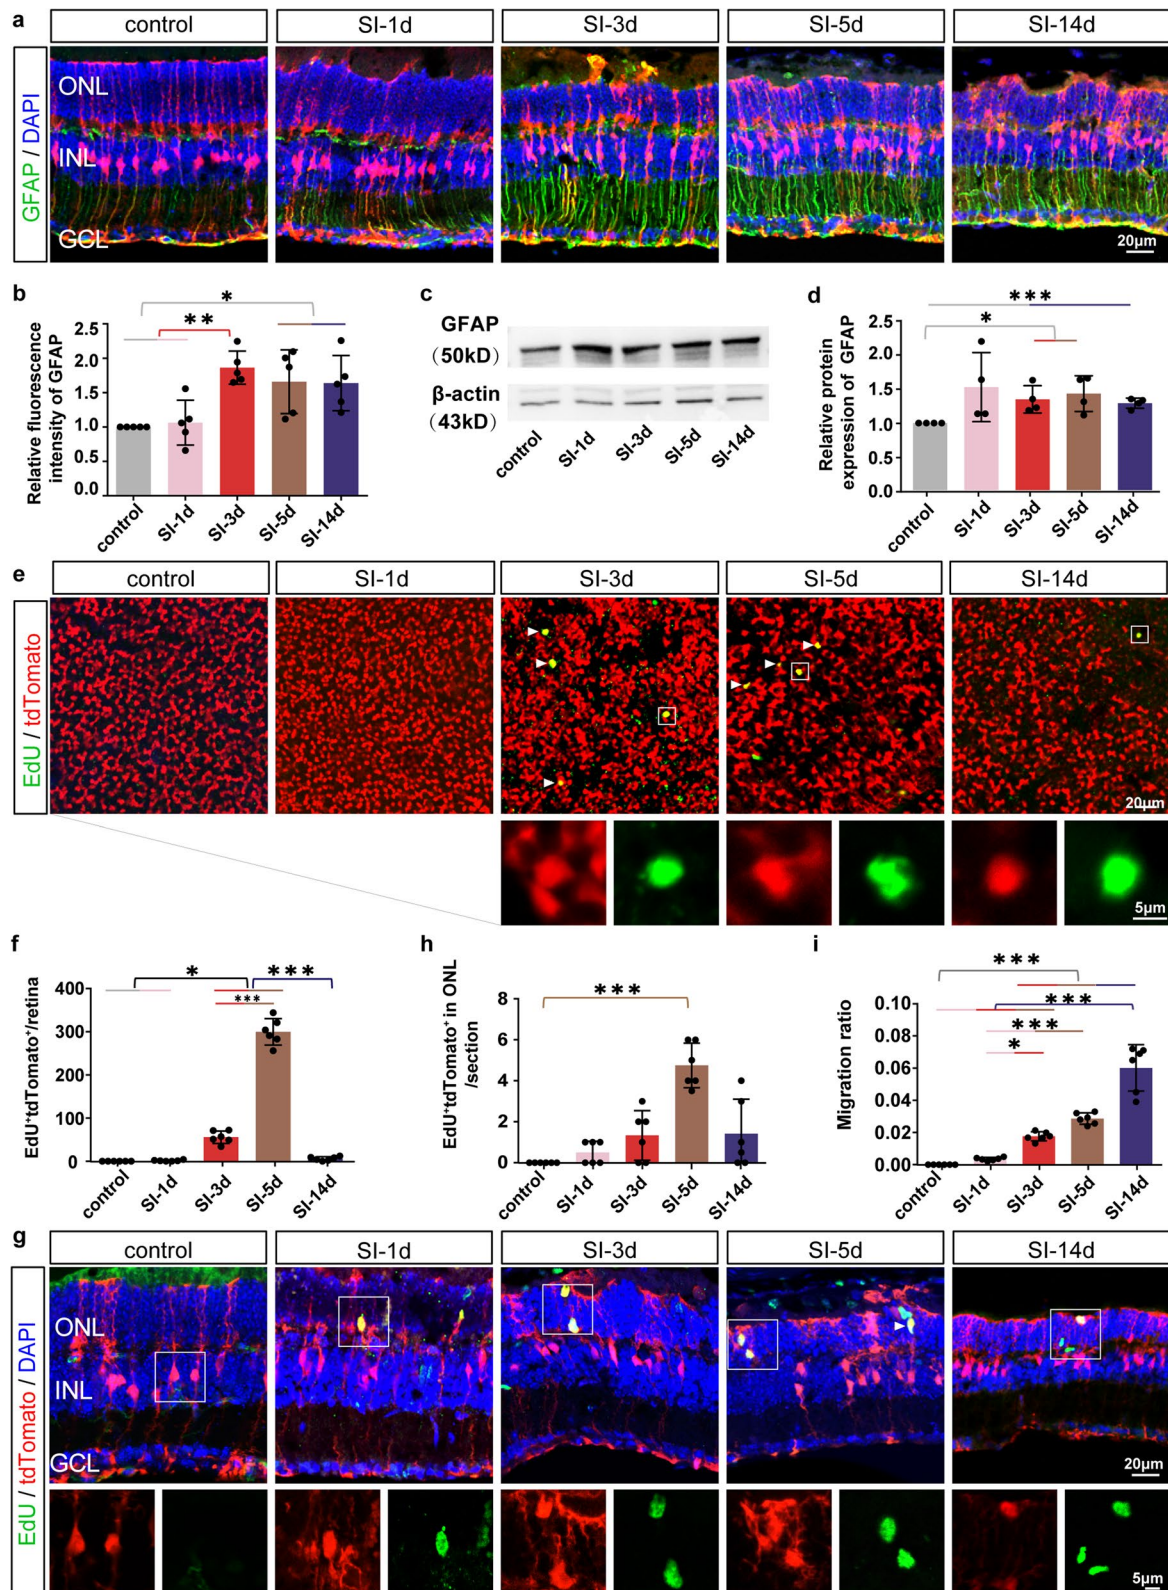 a
control
SI-1d
SI-3d
SI-5d
SI-14d
GFAP / DAPI
ONL
INL
GCL
20μm
b
Relative fluorescence
intensity of GFAP
2.5
2.0
1.5
1.0
0.5
0.0
*
**
control
SI-1d
SI-3d
SI-5d
SI-14d
c
GFAP
（50kD）
β-actin
（43kD）
control
SI-1d
SI-3d
SI-5d
SI-14d
d
Relative protein
expression of GFAP
2.5
2.0
1.5
1.0
0.5
0.0
***
*
control
SI-1d
SI-3d
SI-5d
SI-14d
e
control
SI-1d
SI-3d
SI-5d
SI-14d
EdU / tdTomato
20μm
5μm
f
EdU⁺tdTomato⁺/retina
400
300
200
100
0
*
***
***
control
SI-1d
SI-3d
SI-5d
SI-14d
h
EdU⁺tdTomato⁺ in ONL
/section
8
6
4
2
0
***
control
SI-1d
SI-3d
SI-5d
SI-14d
i
Migration ratio
0.10
0.08
0.06
0.04
0.02
0.00
***
***
***
*
control
SI-1d
SI-3d
SI-5d
SI-14d
g
control
SI-1d
SI-3d
SI-5d
SI-14d
EdU / tdTomato / DAPI
ONL
INL
GCL
20μm
5μm